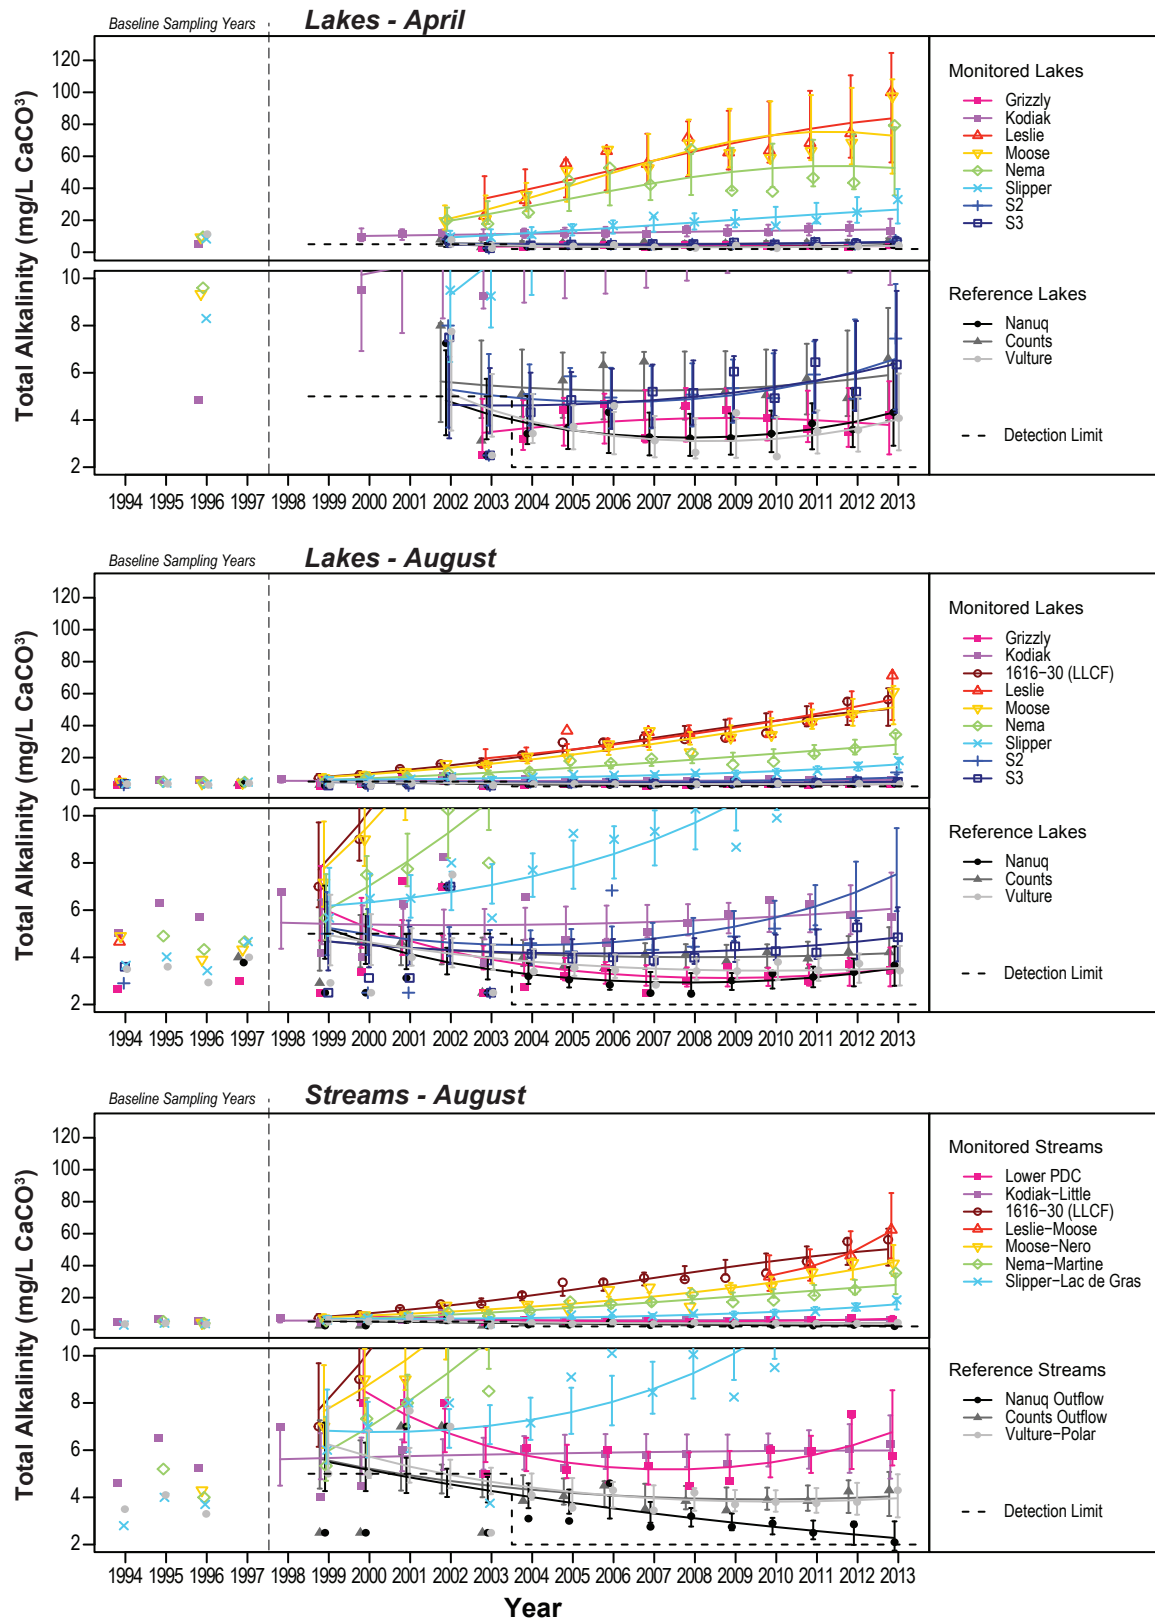 Baseline Sampling Years
Lakes - April
Total Alkalinity (mg/L CaCO³)
120
100
80
60
40
20
0
10
8
6
4
2
1994 1995 1996 1997 1998 1999 2000 2001 2002 2003 2004 2005 2006 2007 2008 2009 2010 2011 2012 2013
Monitored Lakes
Grizzly
Kodiak
Leslie
Moose
Nema
Slipper
S2
S3
Reference Lakes
Nanuq
Counts
Vulture
Detection Limit
Baseline Sampling Years
Lakes - August
Total Alkalinity (mg/L CaCO³)
120
100
80
60
40
20
0
10
8
6
4
2
1994 1995 1996 1997 1998 1999 2000 2001 2002 2003 2004 2005 2006 2007 2008 2009 2010 2011 2012 2013
Monitored Lakes
Grizzly
Kodiak
1616−30 (LLCF)
Leslie
Moose
Nema
Slipper
S2
S3
Reference Lakes
Nanuq
Counts
Vulture
Detection Limit
Baseline Sampling Years
Streams - August
Total Alkalinity (mg/L CaCO³)
120
100
80
60
40
20
0
10
8
6
4
2
1994 1995 1996 1997 1998 1999 2000 2001 2002 2003 2004 2005 2006 2007 2008 2009 2010 2011 2012 2013
Year
Monitored Streams
Lower PDC
Kodiak−Little
1616−30 (LLCF)
Leslie−Moose
Moose−Nero
Nema−Martine
Slipper−Lac de Gras
Reference Streams
Nanuq Outflow
Counts Outflow
Vulture−Polar
Detection Limit